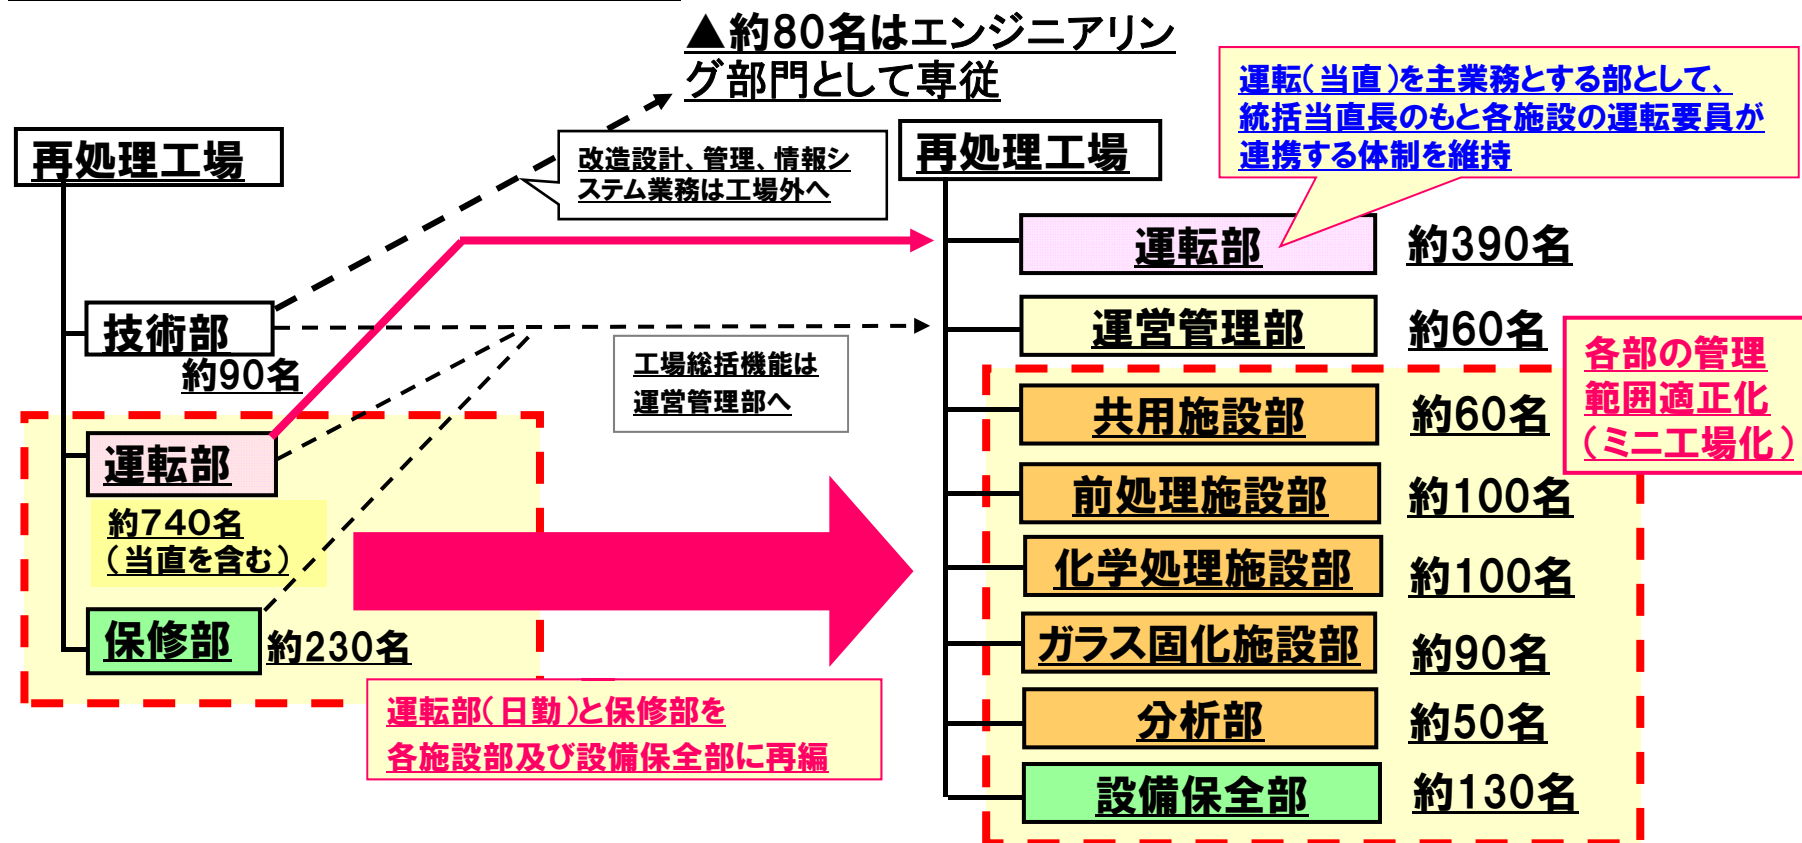 ▲約80名はエンジニアリン
グ部門として専従
運転(当直)を主業務とする部として、
統括当直長のもと各施設の運転要員が
連携する体制を維持
再処理工場
改造設計、管理、情報シ
ステム業務は工場外へ
再処理工場
技術部
約90名
工場総括機能は
運営管理部へ
運転部
約740名
(当直を含む)
保修部
約230名
運転部(日勤)と保修部を
各施設部及び設備保全部に再編
運転部
約390名
運営管理部
約60名
各部の管理
範囲適正化
(ミニ工場化)
共用施設部
約60名
前処理施設部
約100名
化学処理施設部
約100名
ガラス固化施設部
約90名
分析部
約50名
設備保全部
約130名